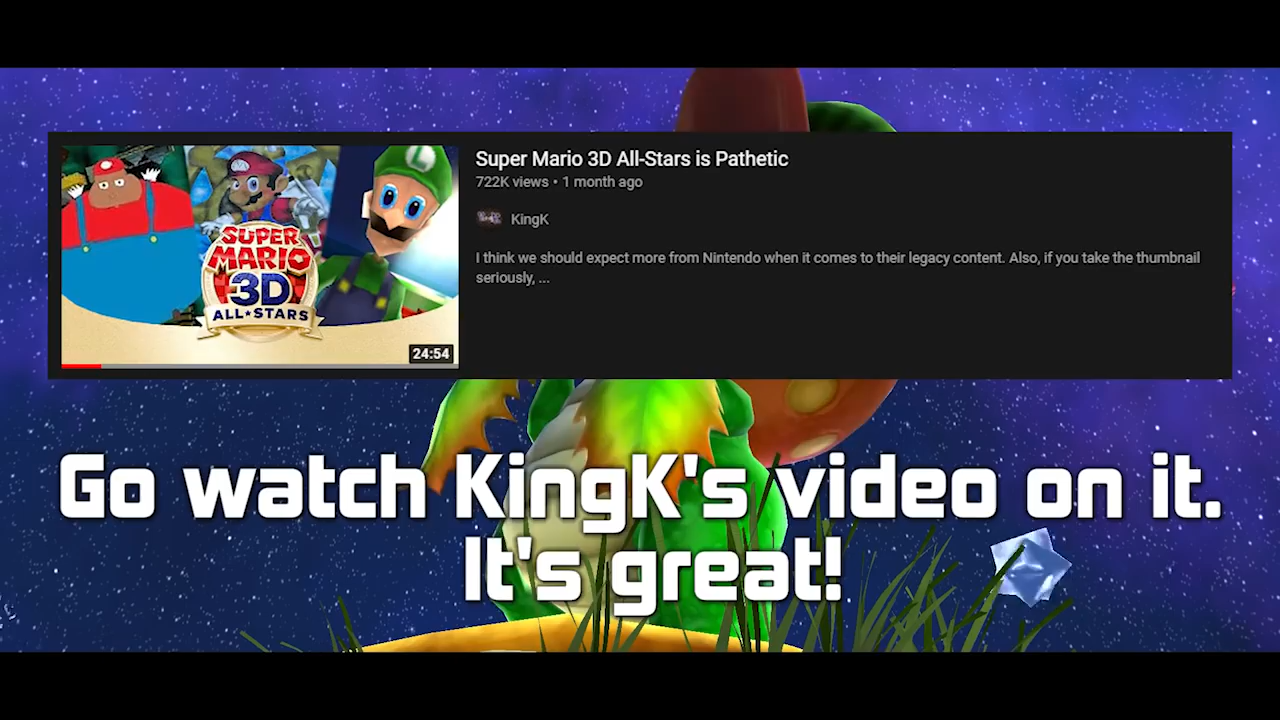 Super Mario 3D All-Stars is Pathetic
722K views • 1 month ago
KingK
I think we should expect more from Nintendo when it comes to their legacy content. Also, if you take the thumbnail
seriously, ...
L
SUPER
MARIO
3D
ALL★STARS
24:54
Go watch KingK's video on it.
It's great!